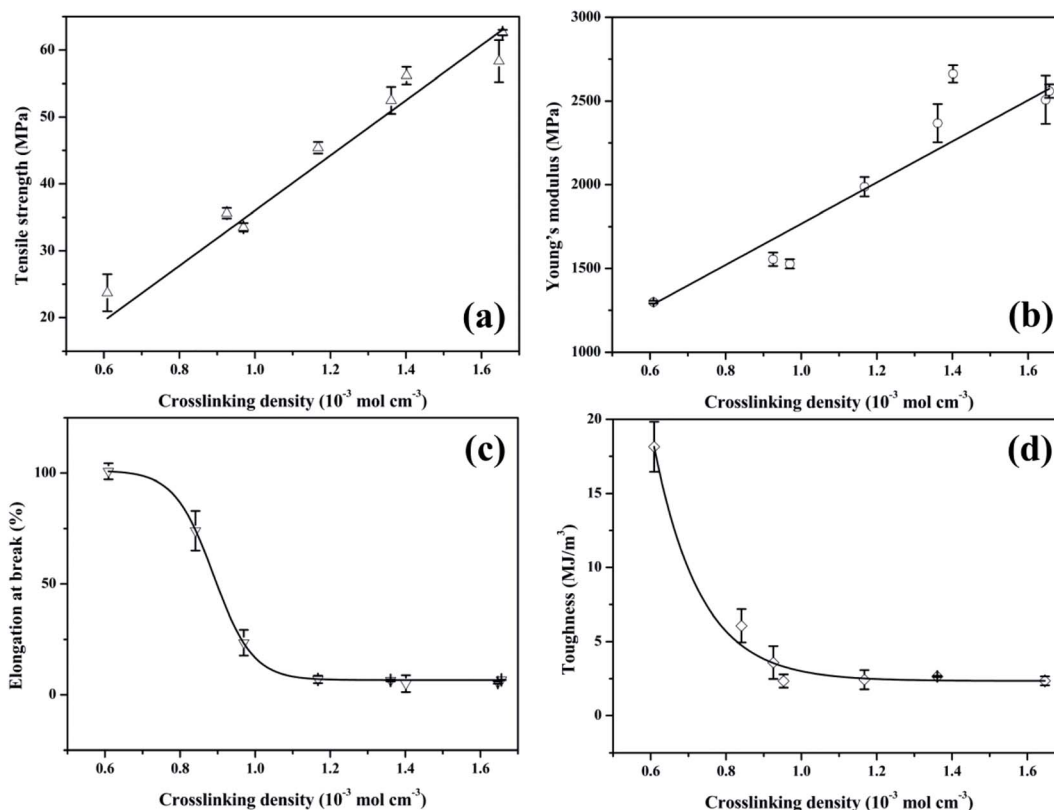 60
50
40
30
20
Tensile strength (MPa)
(a)
0.6 0.8 1.0 1.2 1.4 1.6
Crosslinking density (10⁻³ mol cm⁻³)
3000
2500
2000
1500
1000
Young's modulus (MPa)
(b)
0.6 0.8 1.0 1.2 1.4 1.6
Crosslinking density (10⁻³ mol cm⁻³)
100
50
0
Elongation at break (%)
(c)
0.6 0.8 1.0 1.2 1.4 1.6
Crosslinking density (10⁻³ mol cm⁻³)
20
15
10
5
0
Toughness (MJ/m³)
(d)
0.6 0.8 1.0 1.2 1.4 1.6
Crosslinking density (10⁻³ mol cm⁻³)